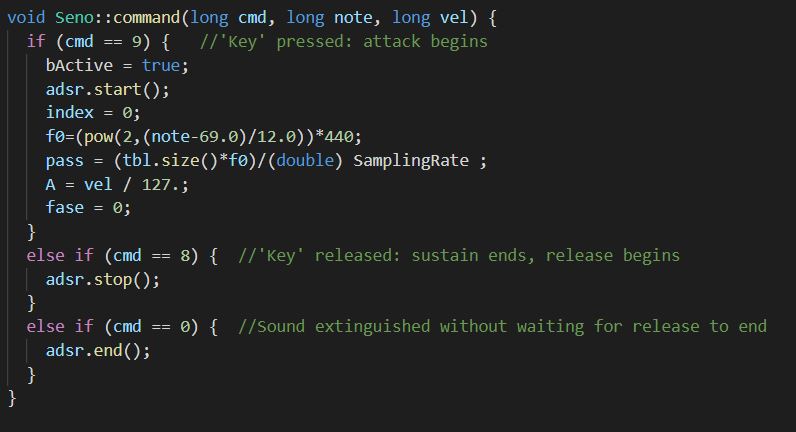 void Seno::command(long cmd, long note, long vel) {
  if (cmd == 9) {   //'Key' pressed: attack begins
    bActive = true;
    adsr.start();
    index = 0;
    f0=(pow(2,(note-69.0)/12.0))*440;
    pass = (tbl.size()*f0)/(double) SamplingRate ;
    A = vel / 127.;
    fase = 0;
  }
  else if (cmd == 8) {  //'Key' released: sustain ends, release begins
    adsr.stop();
  }
  else if (cmd == 0) {  //Sound extinguished without waiting for release to end
    adsr.end();
  }
}